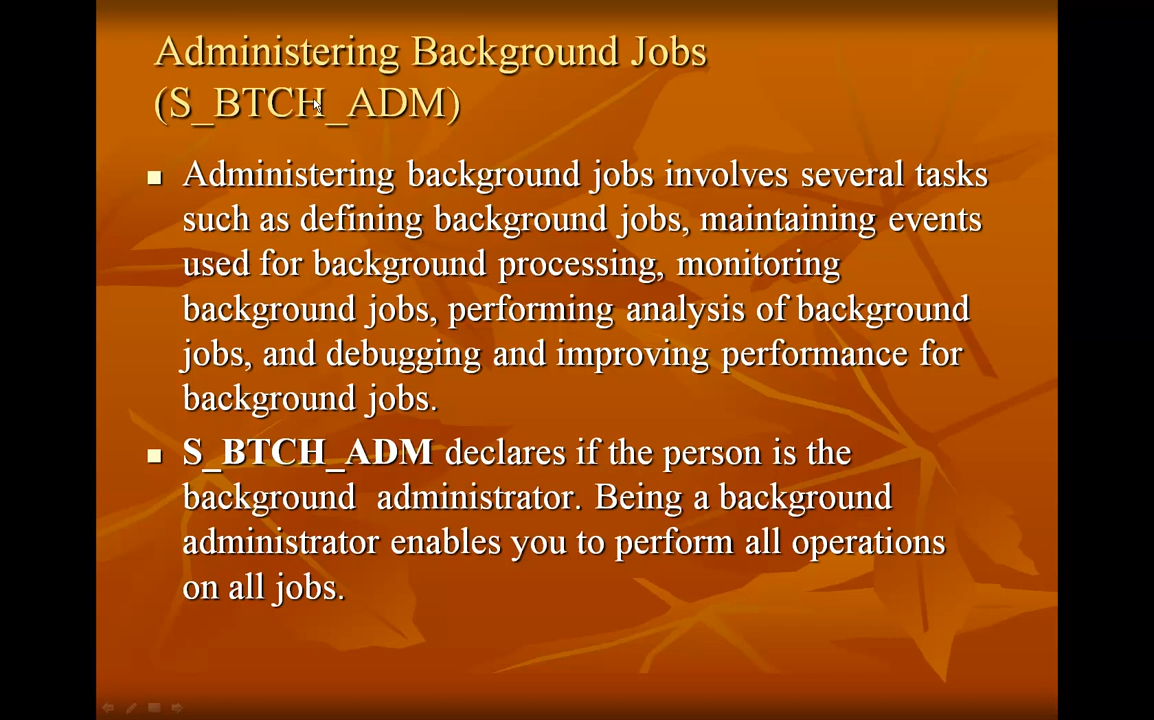 Administering Background Jobs
(S_BTCH_ADM)
Administering background jobs involves several tasks
such as defining background jobs, maintaining events
used for background processing, monitoring
background jobs, performing analysis of background
jobs, and debugging and improving performance for
background jobs.
S_BTCH_ADM declares if the person is the
background  administrator. Being a background
administrator enables you to perform all operations
on all jobs.